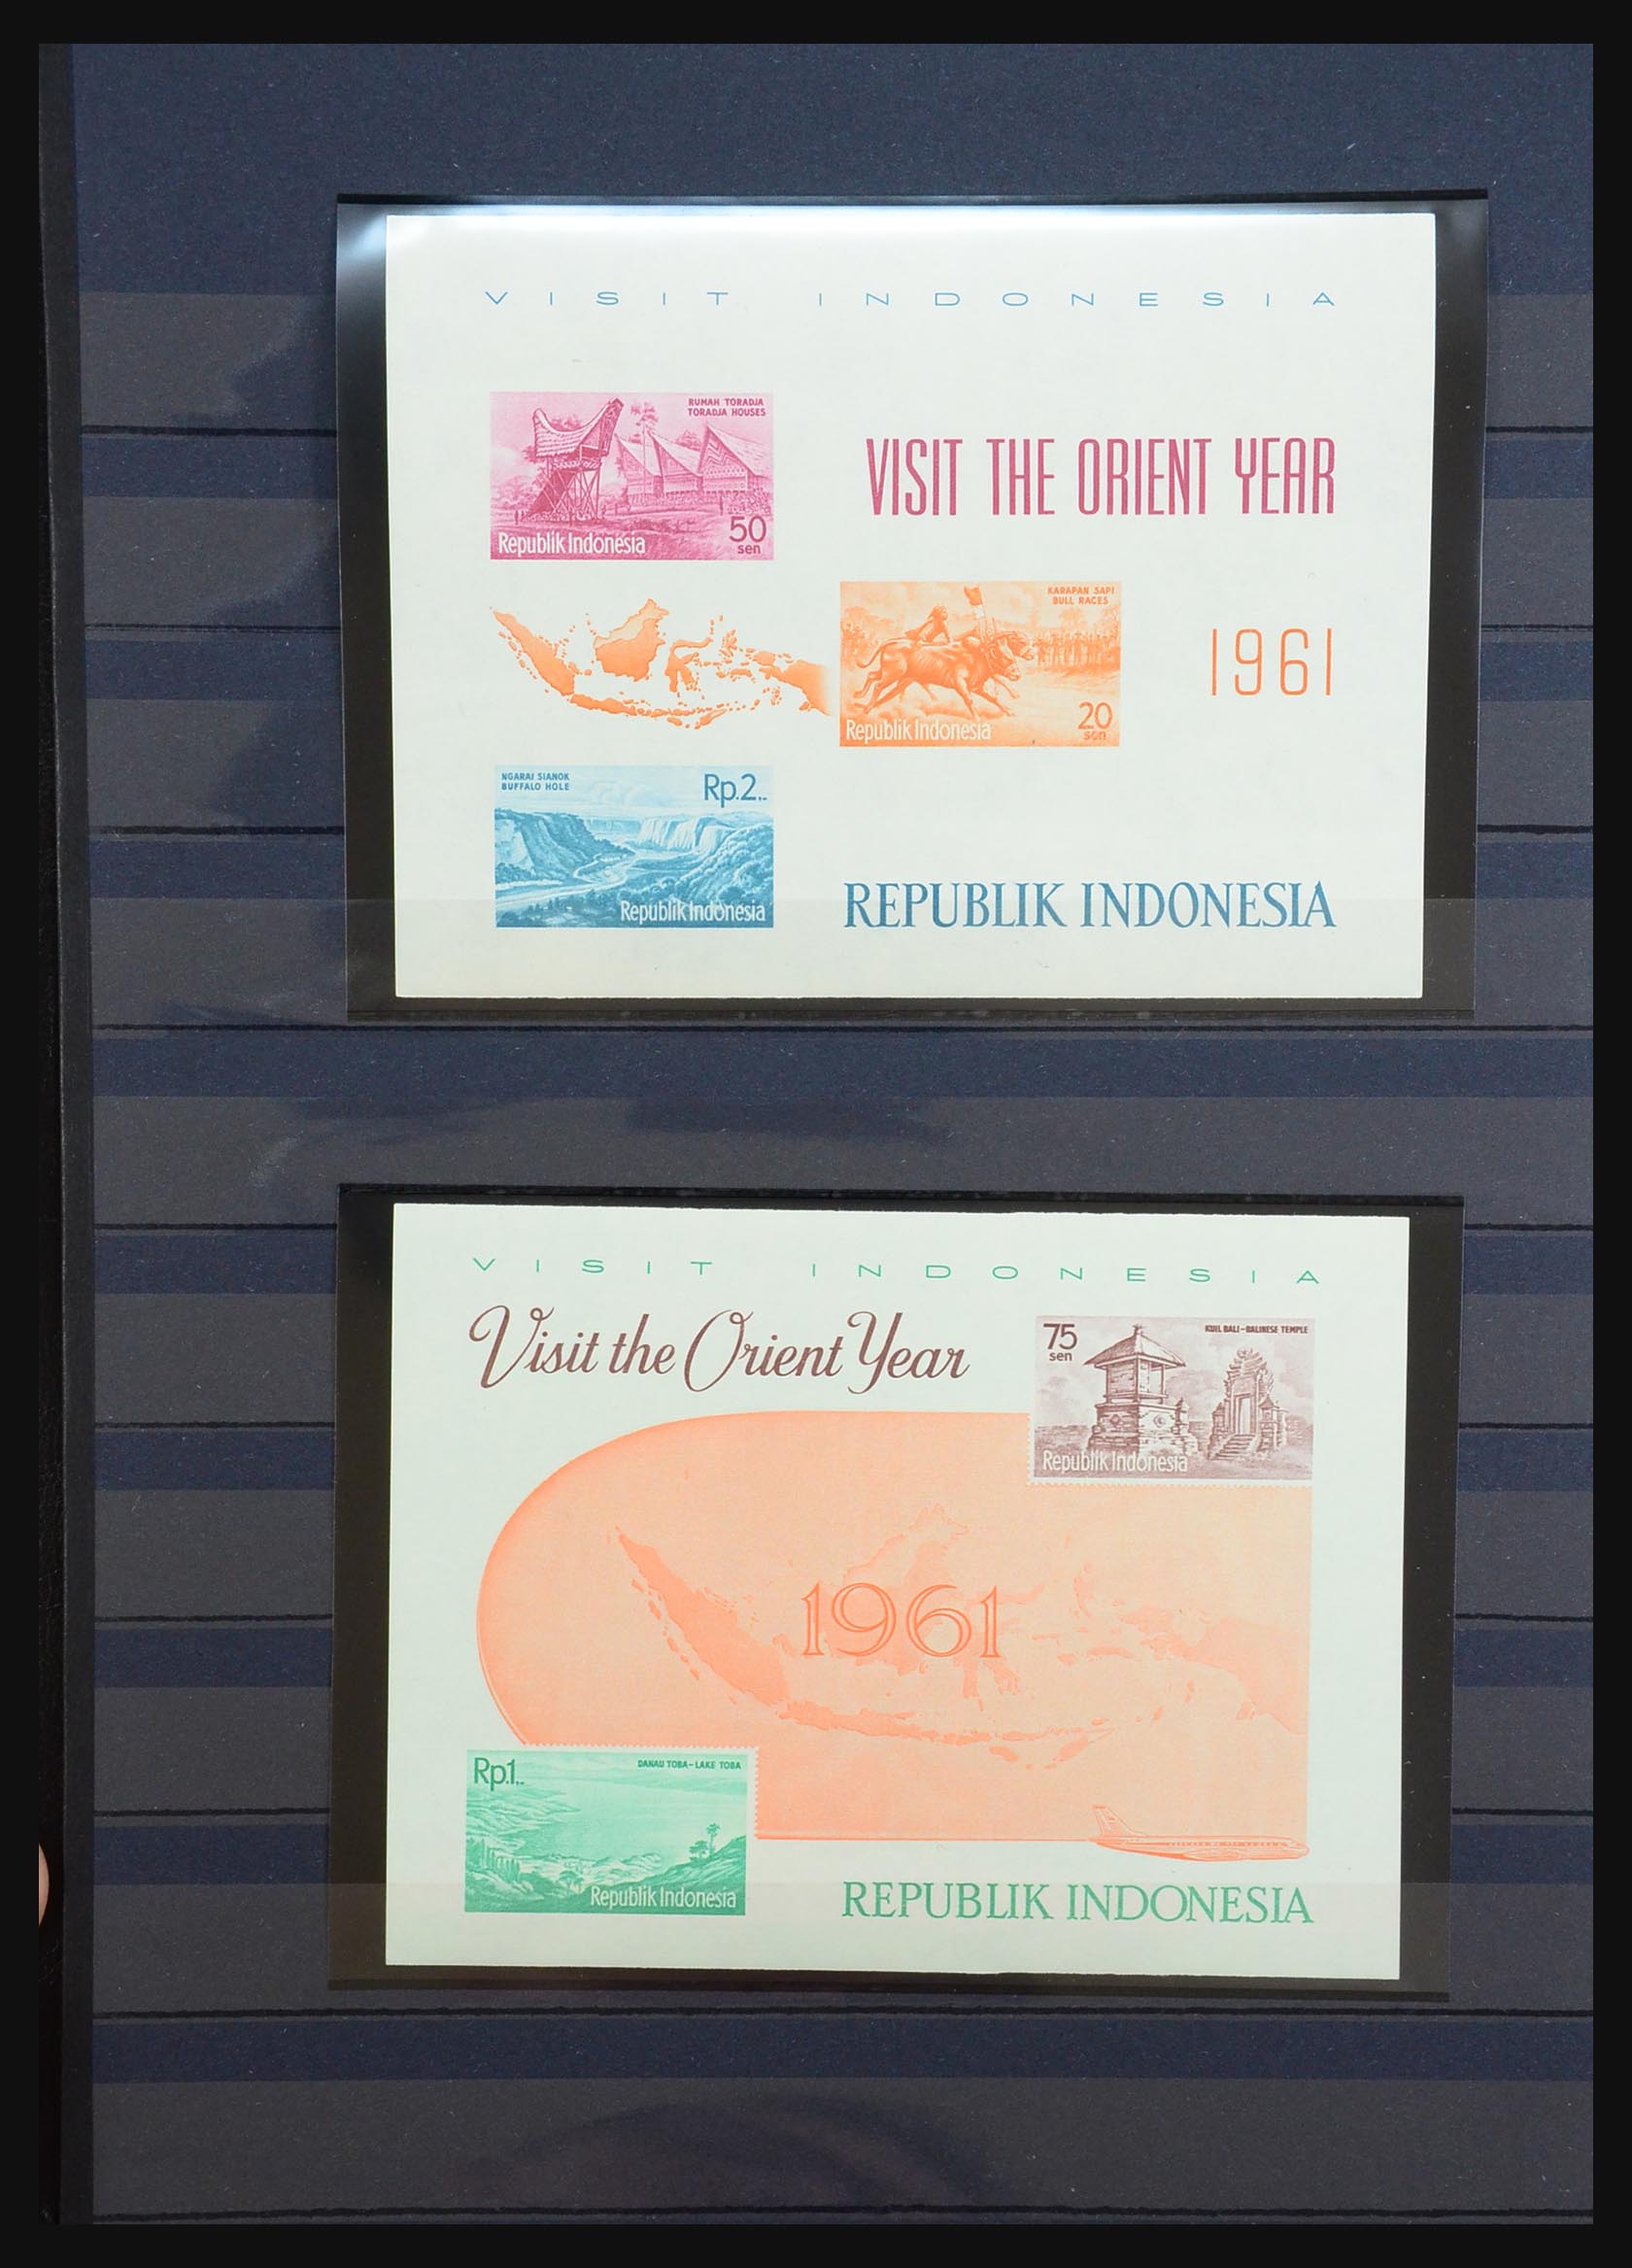 VISIT INDONESIA
RUMAH TORADJA
TORADJA HOUSES
50
sen
Republik Indonesia
VISIT THE ORIENT YEAR
KARAPAN SAPI
BULL RACES
20
sen
Republik Indonesia
1961
NGARAI SIANOK
BUFFALO HOLE
Rp.2,-
Republik Indonesia
REPUBLIK INDONESIA
VISIT INDONESIA
Visit the Orient Year
75
sen
KUIL BALI-BALINESE TEMPLE
Republik Indonesia
1961
Rp.1,-
DANAU TOBA-LAKE TOBA
Republik Indonesia
REPUBLIK INDONESIA